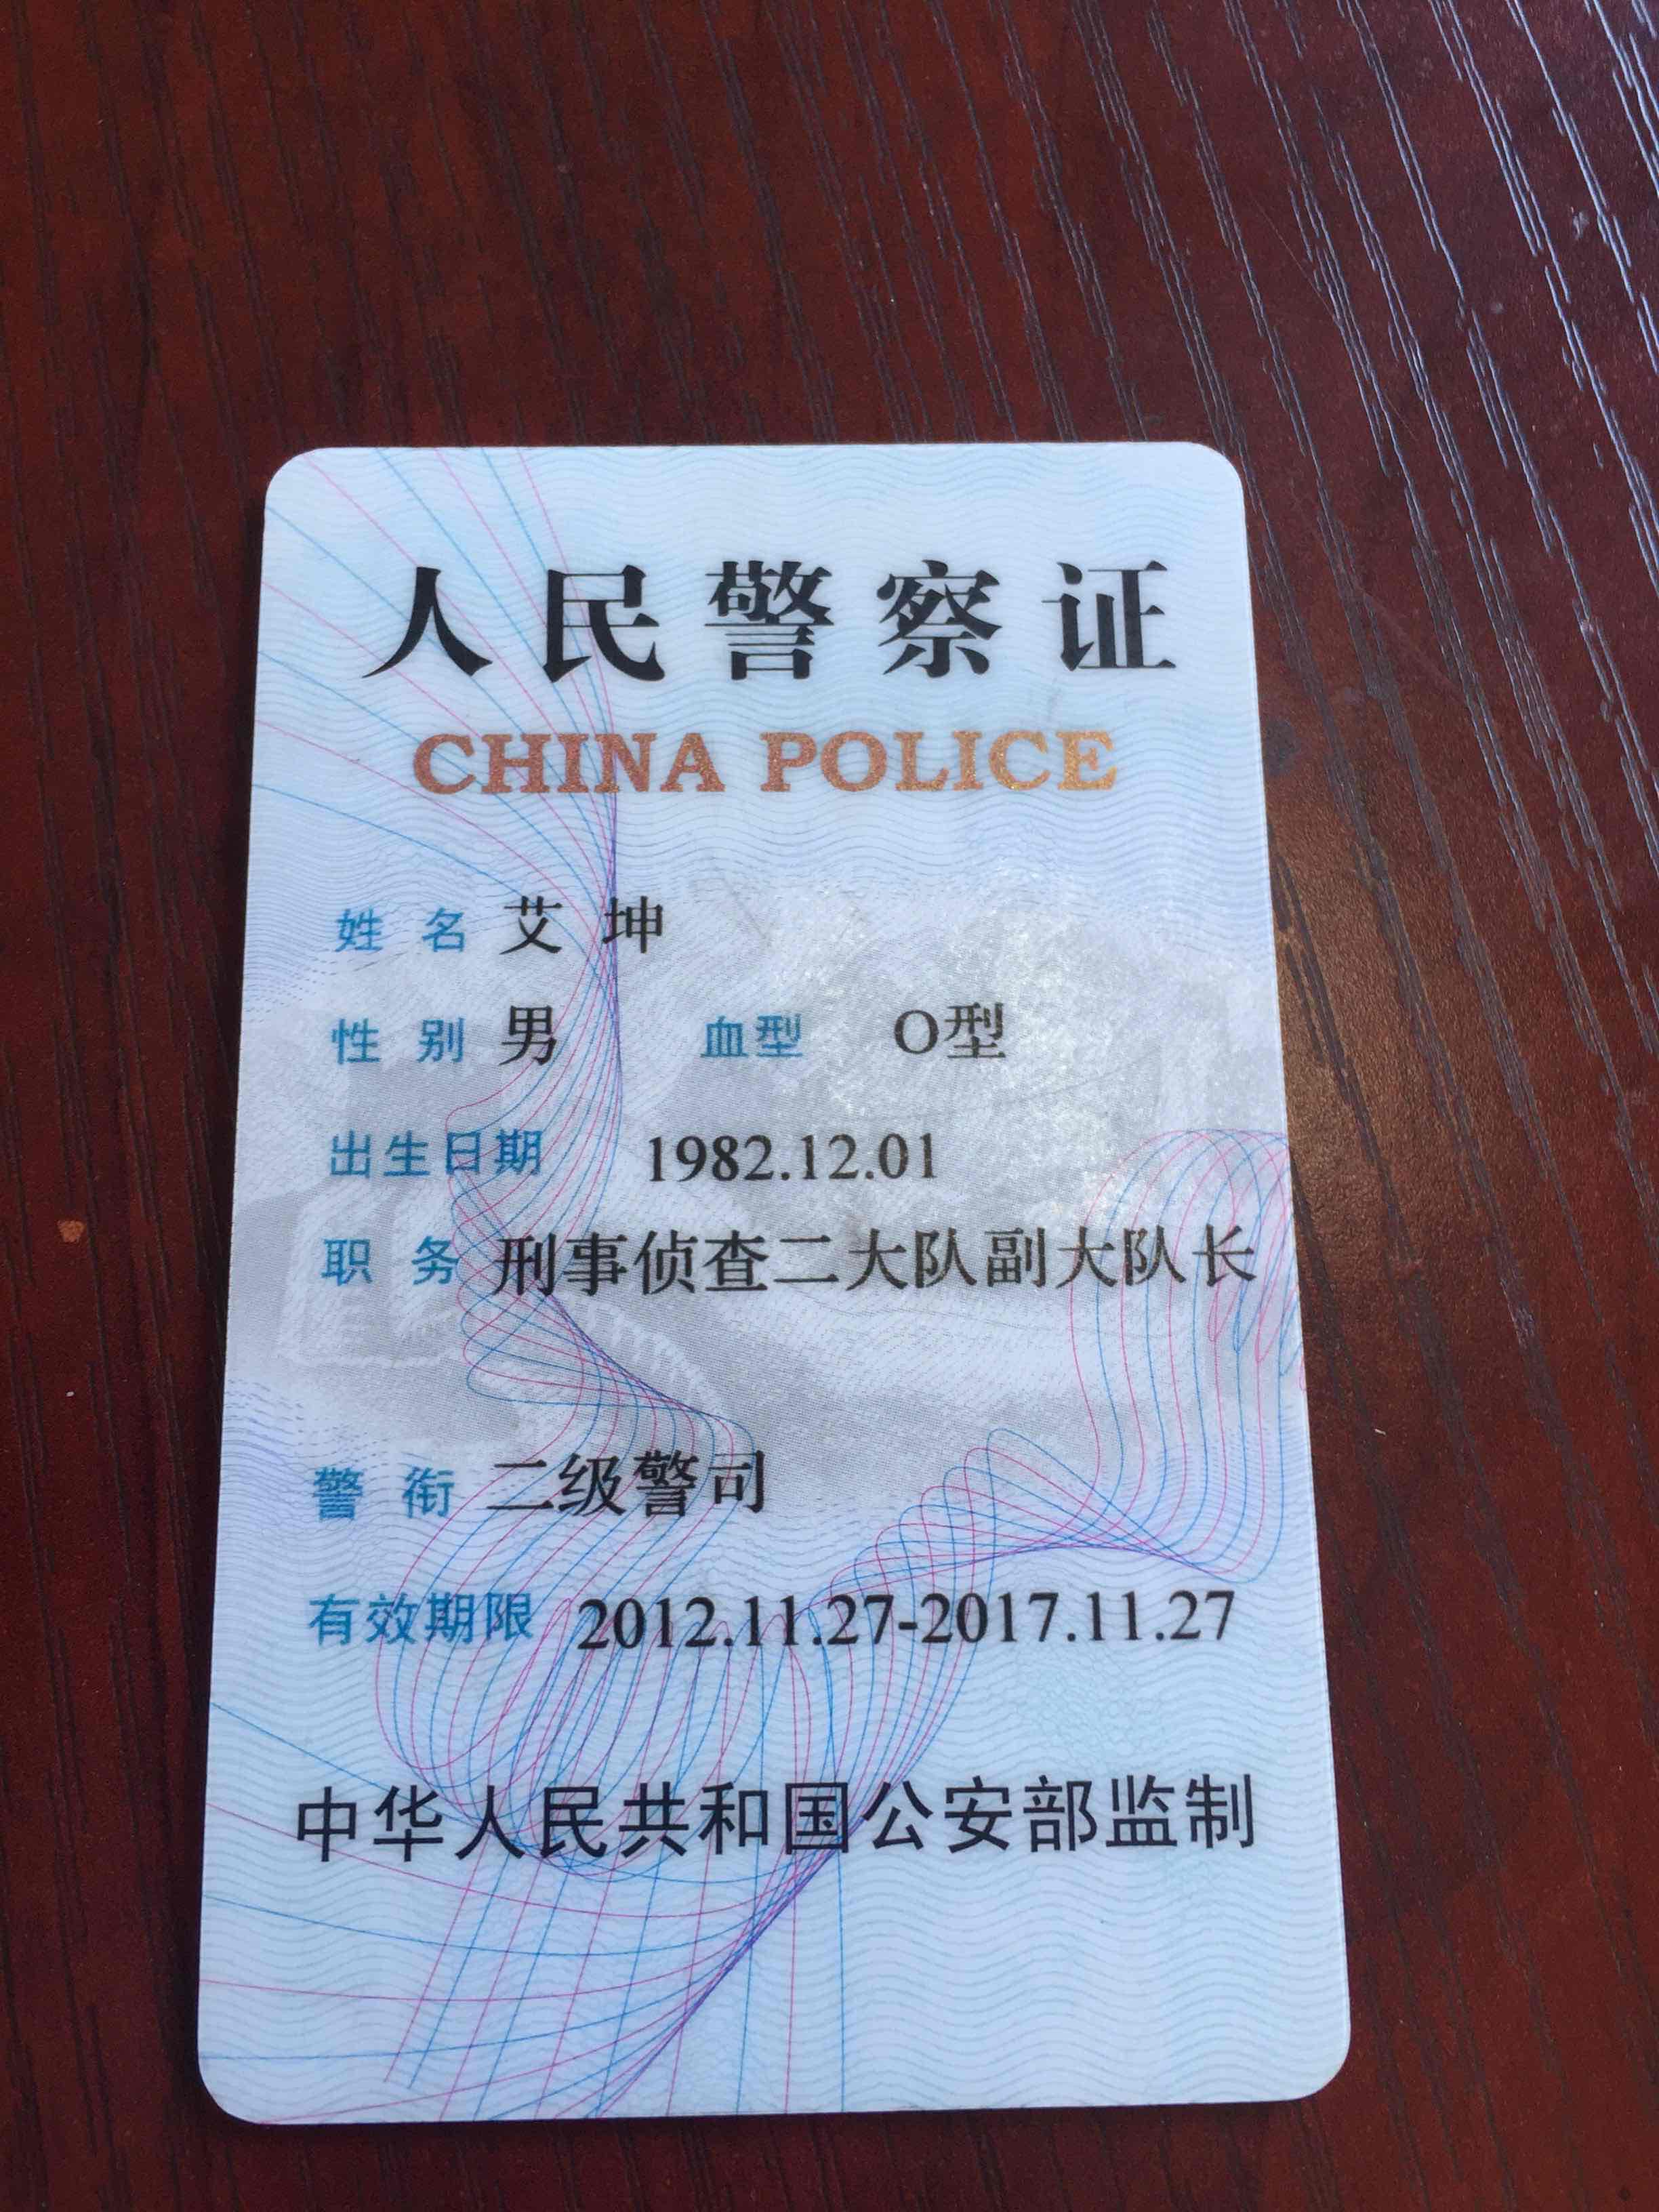 人民警察证
CHINA POLICE
姓名 艾坤
性别 男 血型 O型
出生日期 1982.12.01
职务 刑事侦查二大队副大队长
警衔 二级警司
有效期限 2012.11.27-2017.11.27
中华人民共和国公安部监制